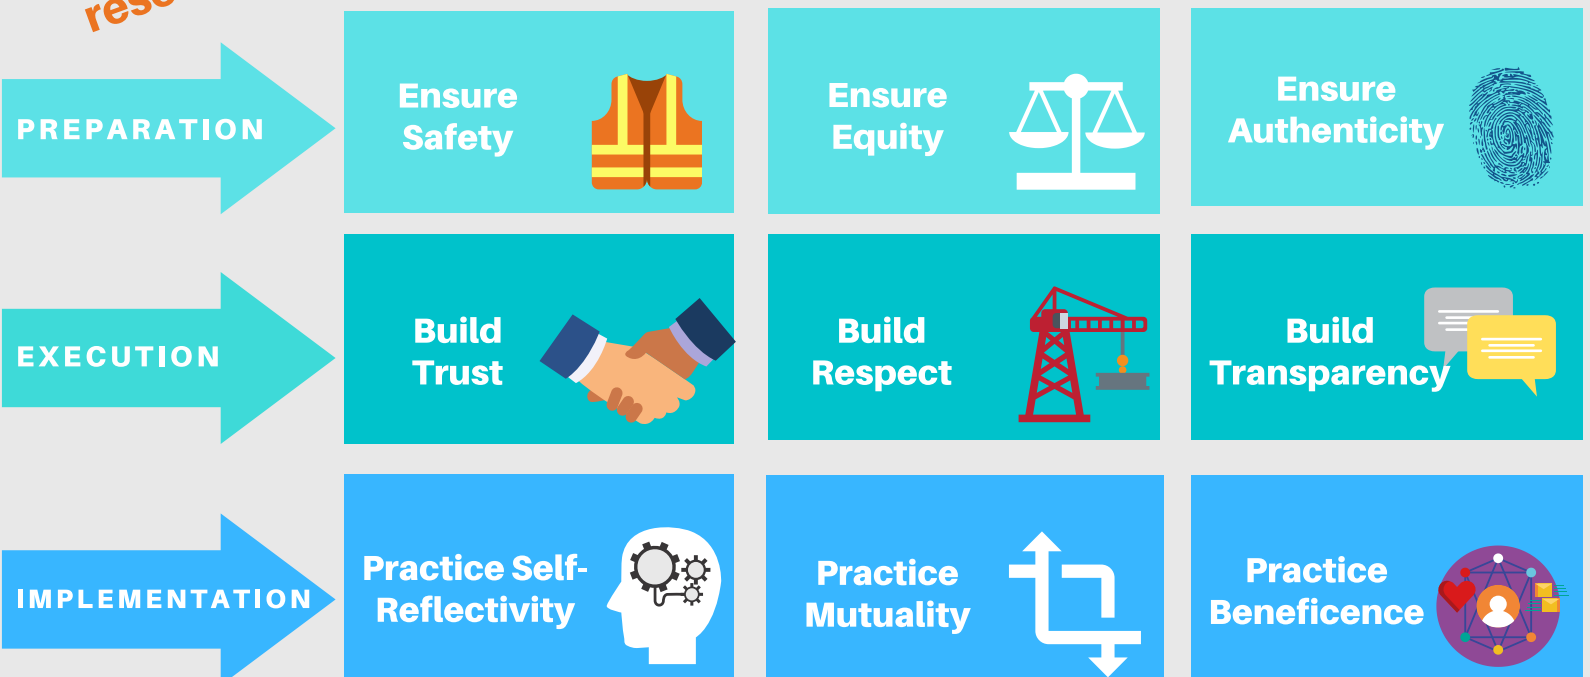 PREPARATION
Ensure
Safety
Ensure
Equity
Ensure
Authenticity
EXECUTION
Build
Trust
Build
Respect
Build
Transparency
IMPLEMENTATION
Practice Self-
Reflectivity
Practice
Mutuality
Practice
Beneficence